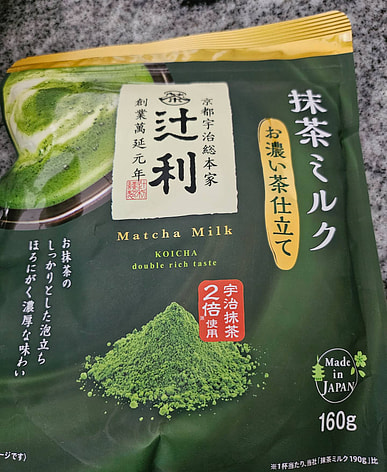 抹茶ミルク
お濃い茶仕立て
京都宇治総本家
辻利
創業萬延元年
Matcha Milk
KOICHA
double rich taste
お抹茶の
しっかりとした泡立ち
ほろにがく濃厚な味わい
宇治抹茶
2倍
使用
Made
in
JAPAN
160g
ージです)
※1杯当たり、当社「抹茶ミルク190g」比